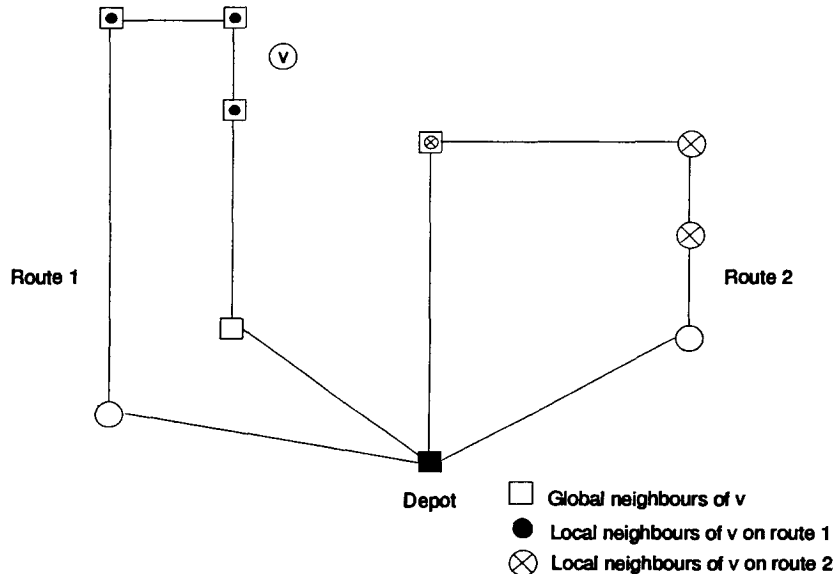 v
Route 1
Route 2
Depot
Global neighbours of v
Local neighbours of v on route 1
Local neighbours of v on route 2